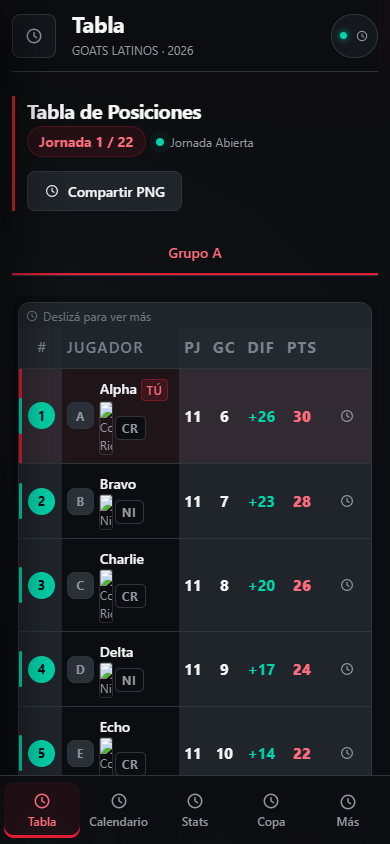 Tabla
GOATS LATINOS · 2026
Tabla de Posiciones
Jornada 1 / 22
Jornada Abierta
Compartir PNG
Grupo A
Deslizá para ver más
# JUGADOR PJ GC DIF PTS
Alpha TÚ
1 A CR 11 6 +26 30
Bravo
2 B Ni NI 11 7 +23 28
Charlie
3 C CR 11 8 +20 26
Delta
4 D Ni NI 11 9 +17 24
Echo
5 E CR 11 10 +14 22
Tabla Calendario Stats Copa Más